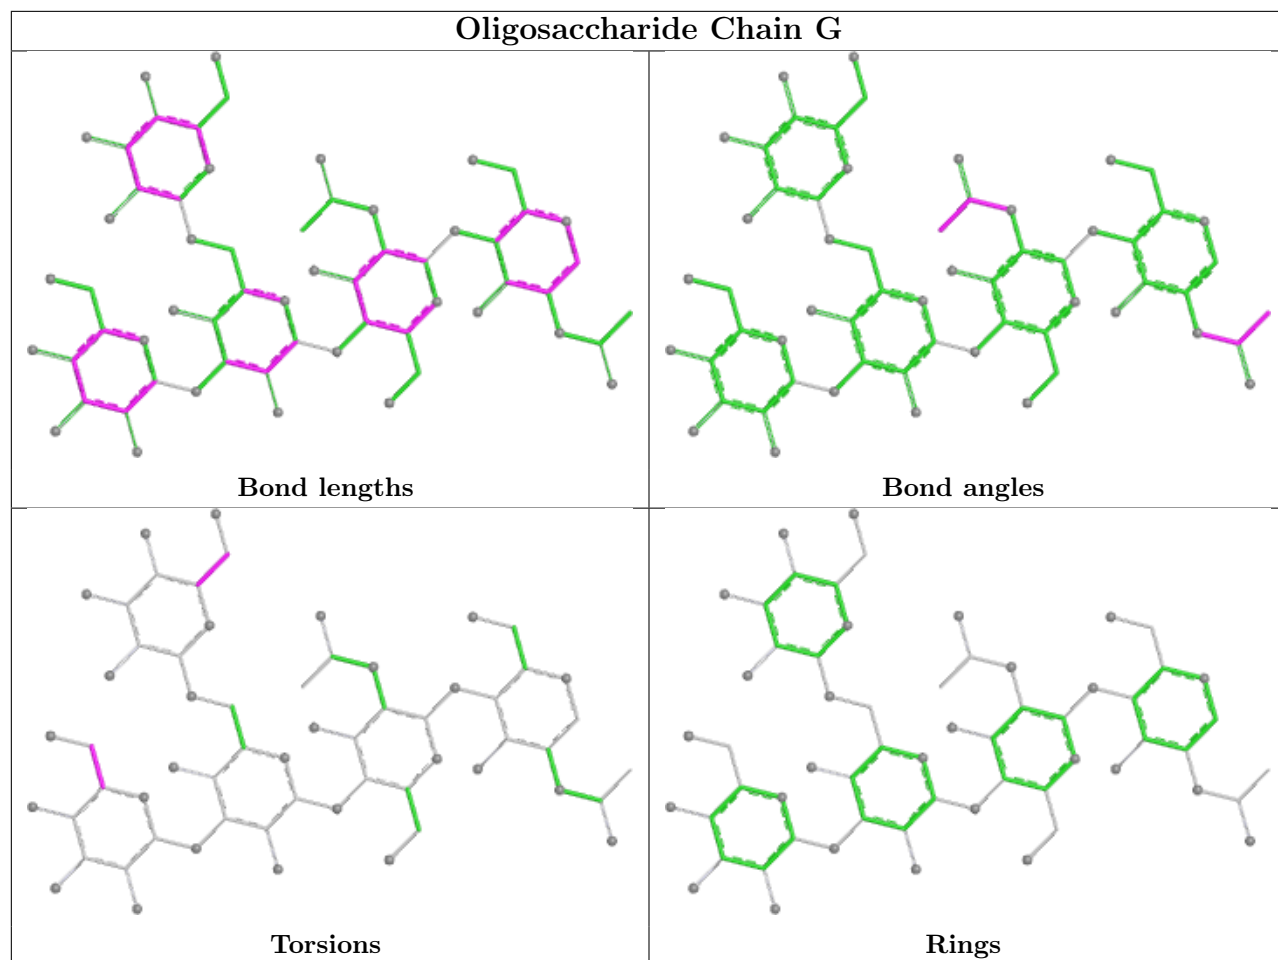 Oligosaccharide Chain G
Bond lengths
Bond angles
Torsions
Rings